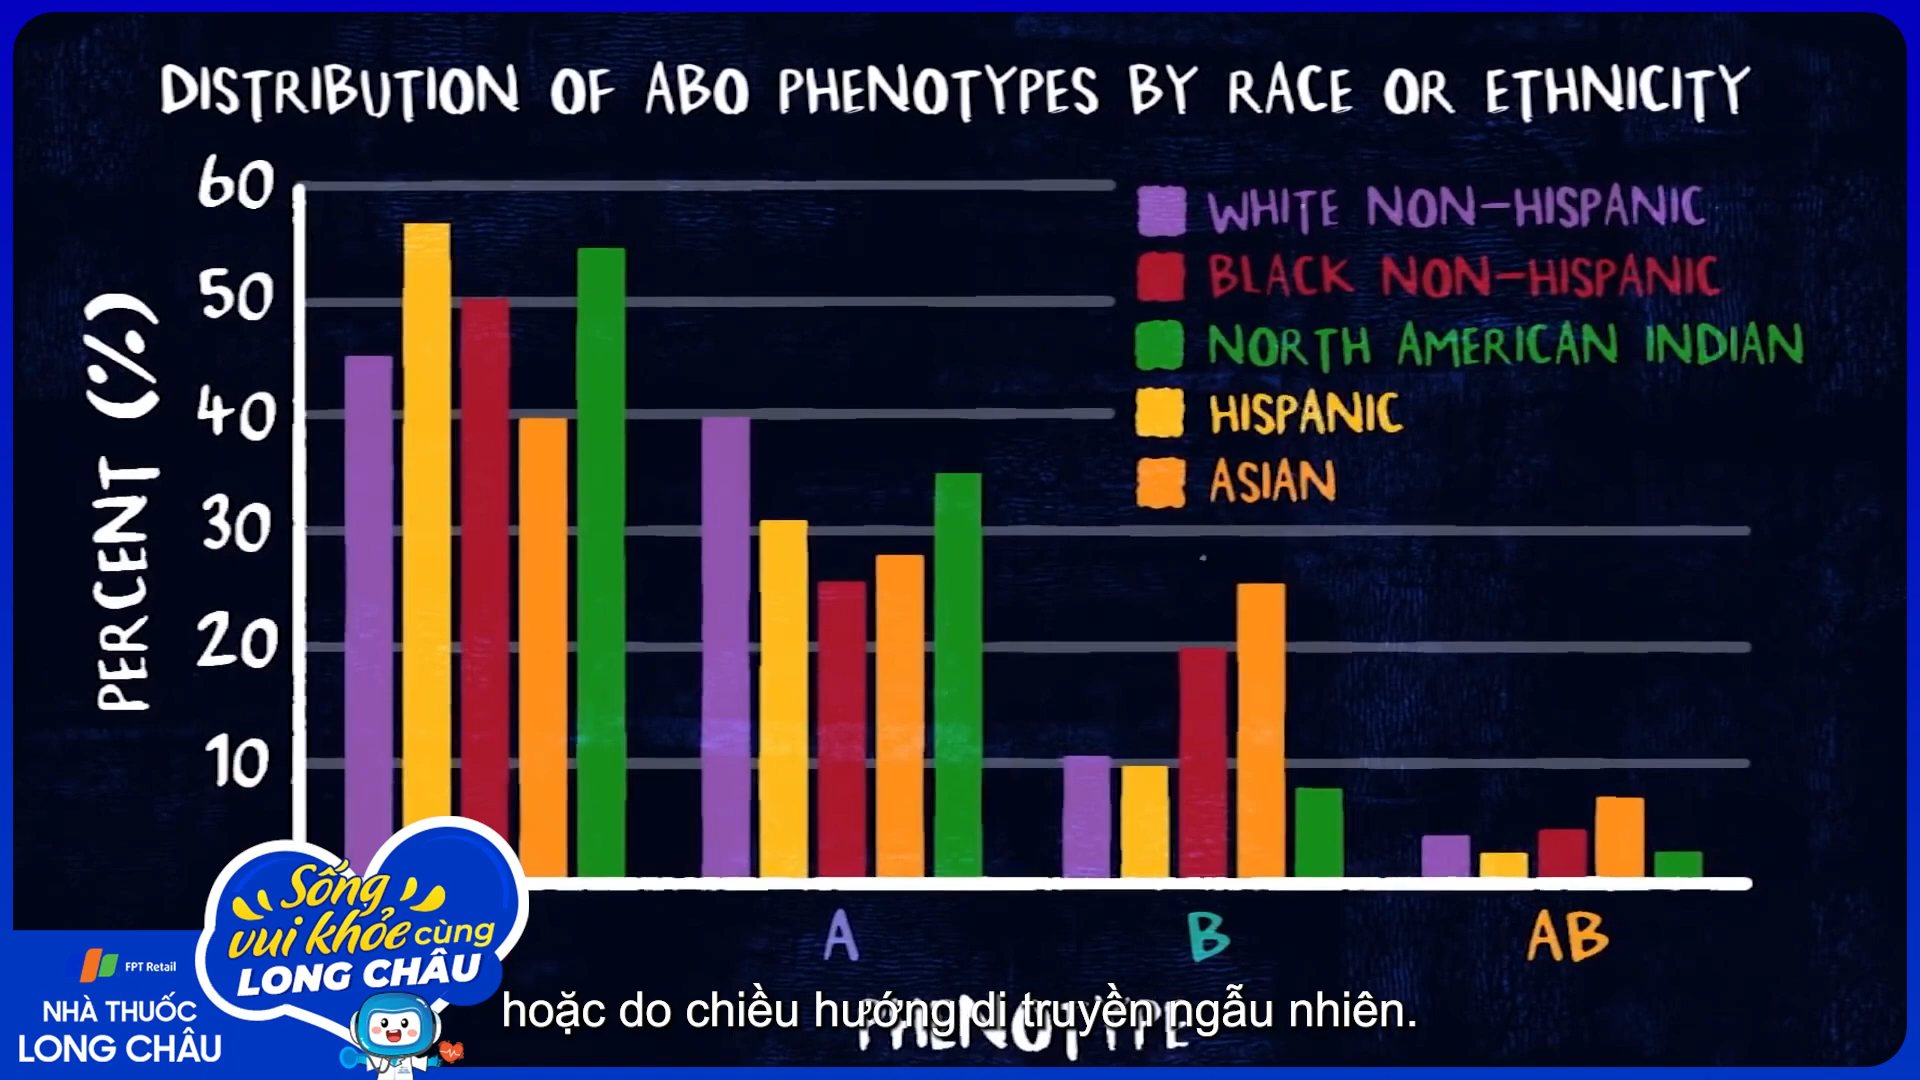 DISTRIBUTION OF ABO PHENOTYPES BY RACE OR ETHNICITY
60
50
40
30
20
10
PERCENT (%)
WHITE NON-HISPANIC
BLACK NON-HISPANIC
NORTH AMERICAN INDIAN
HISPANIC
ASIAN
A
B
AB
PHENOTYPE
hoặc do chiều hướng di truyền ngẫu nhiên.
Sống
vui khỏe cùng
LONG CHÂU
FPT Retail
NHÀ THUỐC
LONG CHÂU